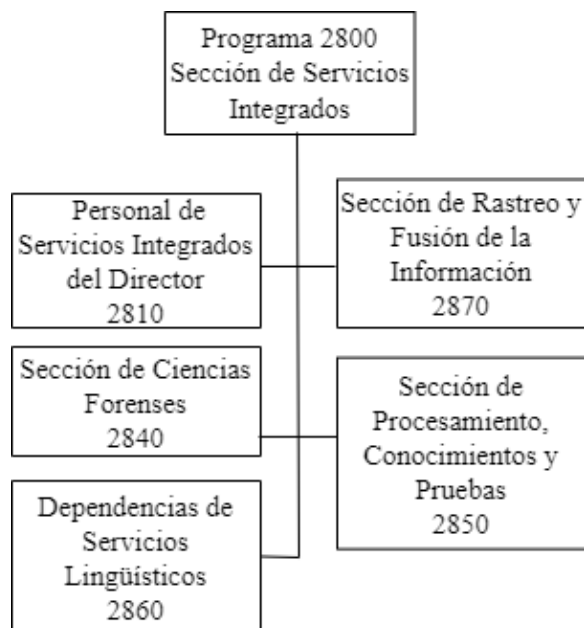 Programa 2800
Sección de Servicios
Integrados
Personal de
Servicios Integrados
del Director
2810
Sección de Rastreo y
Fusión de la
Información
2870
Sección de Ciencias
Forenses
2840
Sección de
Procesamiento,
Conocimientos y
Pruebas
2850
Dependencias de
Servicios
Lingüísticos
2860